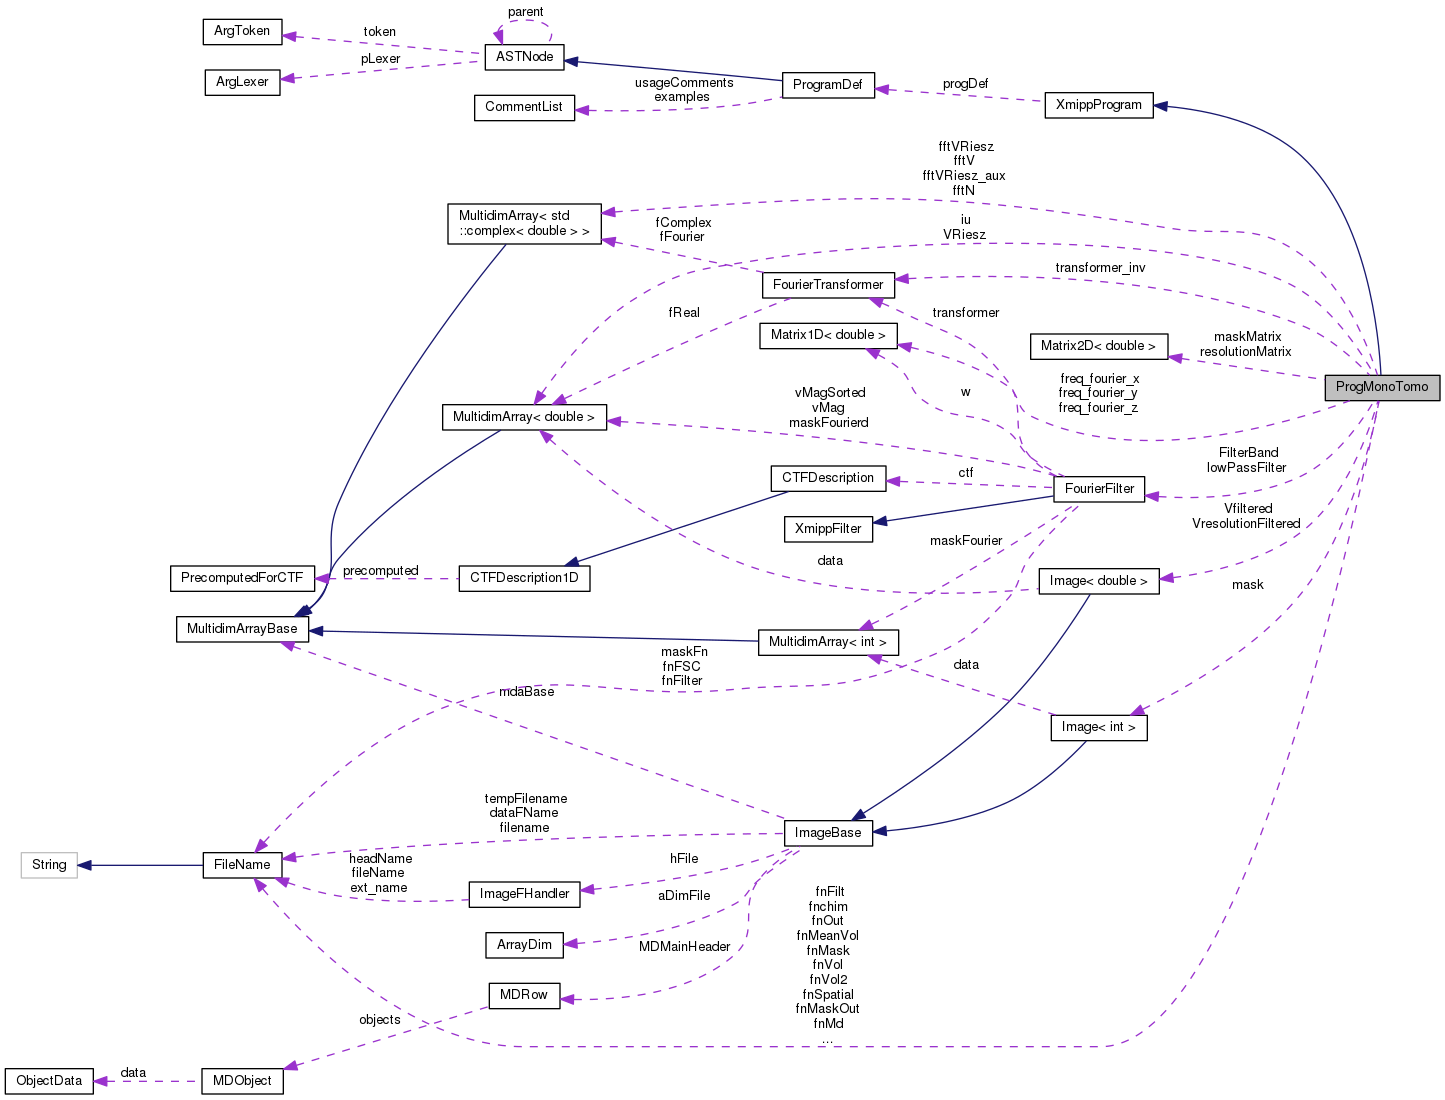 parent
ArgToken
token
ASTNode
pLexer
ArgLexer
usageComments
examples
ProgramDef
progDef
CommentList
XmippProgram
fftVRiesz
fftV
fftVRiesz_aux
fftN
MultidimArray< std
::complex< double > >
fComplex
fFourier
iu
VRiesz
FourierTransformer
transformer_inv
fReal
transformer
Matrix1D< double >
Matrix2D< double >
maskMatrix
resolutionMatrix
ProgMonoTomo
MultidimArray< double >
vMagSorted
vMag
maskFourierd
w
freq_fourier_x
freq_fourier_y
freq_fourier_z
CTFDescription
ctf
FourierFilter
FilterBand
lowPassFilter
XmippFilter
Vfiltered
VresolutionFiltered
maskFourier
PrecomputedForCTF
precomputed
CTFDescription1D
data
Image< double >
mask
MultidimArrayBase
MultidimArray< int >
maskFn
fnFSC
fnFilter
mdaBase
data
Image< int >
tempFilename
dataFName
filename
ImageBase
String
FileName
headName
fileName
ext_name
hFile
ImageFHandler
aDimFile
ArrayDim
MDMainHeader
fnFilt
fnchim
fnOut
fnMeanVol
fnMask
fnVol
fnVol2
fnSpatial
fnMaskOut
fnMd
...
MDRow
objects
ObjectData
data
MDObject